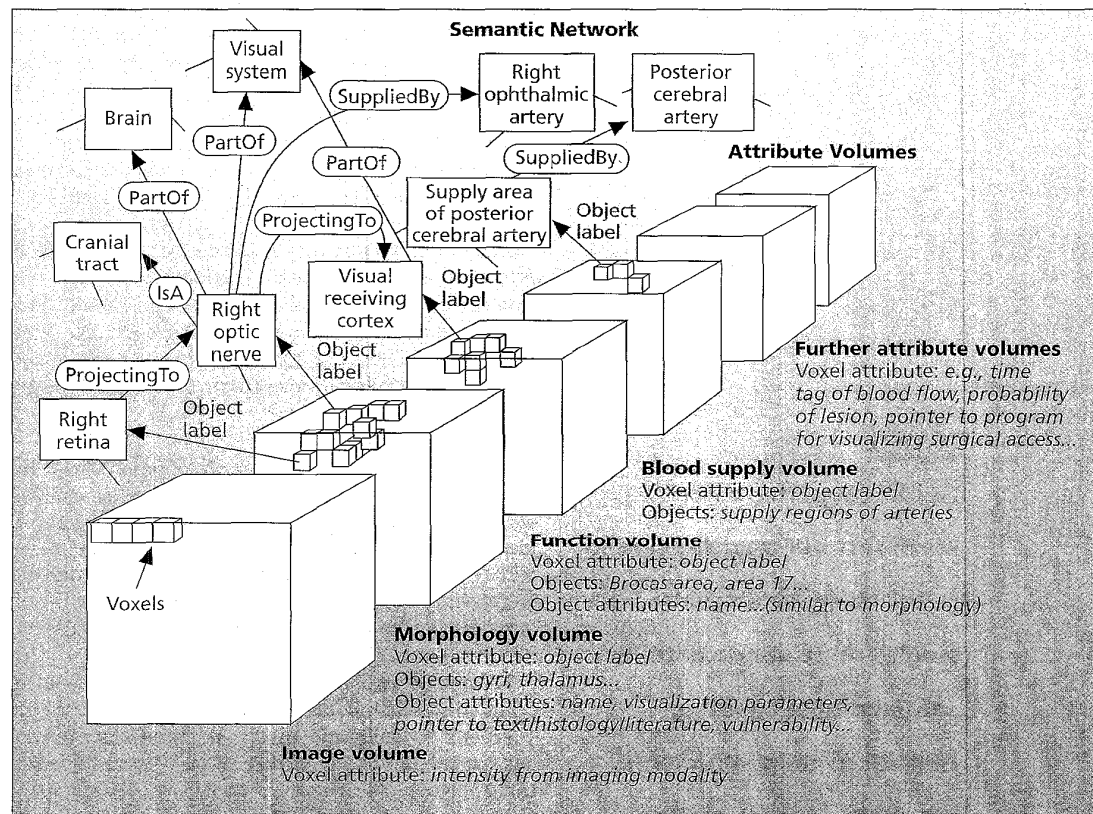 Semantic Network
Visual
system
Right
ophthalmic
artery
Posterior
cerebral
artery
SuppliedBy
Brain
PartOf
PartOf
SuppliedBy
Attribute Volumes
PartOf
ProjectingTo
Supply area
of posterior
cerebral artery
Object
label
Cranial
tract
IsA
Visual
receiving
cortex
Object
label
Right
optic
nerve
Object
label
ProjectingTo
Right
retina
Object
label
Further attribute volumes
Voxel attribute: e.g., time
tag of blood flow, probability
of lesion, pointer to program
for visualizing surgical access...
Blood supply volume
Voxel attribute: object label
Objects: supply regions of arteries
Function volume
Voxel attribute: object label
Objects: Brocas area, area 17...
Object attributes: name...(similar to morphology)
Voxels
Morphology volume
Voxel attribute: object label
Objects: gyri, thalamus...
Object attributes: name, visualization parameters,
pointer to text/histology/literature, vulnerability...
Image volume
Voxel attribute: intensity from imaging modality